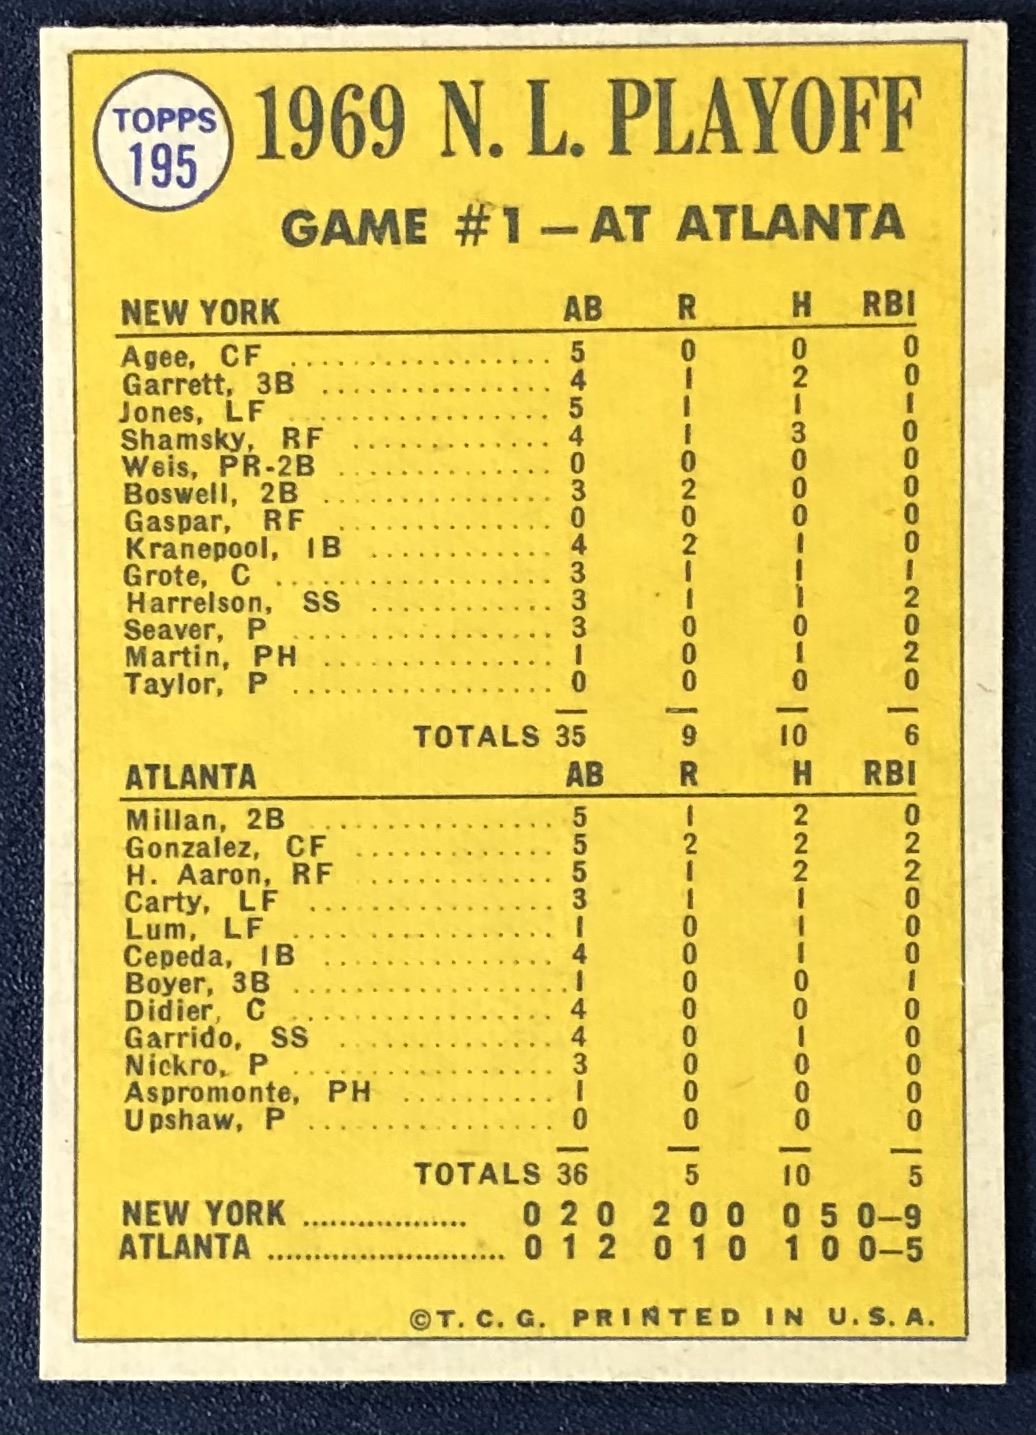 TOPPS
195
1969 N. L. PLAYOFF
GAME #1 — AT ATLANTA
NEW YORK AB R H RBI
Agee, CF .................. 5 0 0 0
Garrett, 3B ................ 4 1 2 0
Jones, LF .................. 5 1 1 1
Shamsky, RF .............. 4 1 3 0
Weis, PR-2B ............... 0 0 0 0
Boswell, 2B ................ 3 2 0 0
Gaspar, RF ............... 0 0 0 0
Kranepool, 1B ............. 4 2 1 0
Grote, C ................... 3 1 1 1
Harrelson, SS ............. 3 1 1 2
Seaver, P .................. 3 0 0 0
Martin, PH ................ 1 0 1 2
Taylor, P .................. 0 0 0 0
TOTALS 35 9 10 6
ATLANTA AB R H RBI
Millan, 2B ................ 5 1 2 0
Gonzalez, CF .............. 5 2 2 2
H. Aaron, RF ............. 5 1 2 2
Carty, LF ................. 3 1 1 0
Lum, LF .................. 1 0 1 0
Cepeda, 1B ................ 4 0 1 0
Boyer, 3B .................. 1 0 0 1
Didier, C .................. 4 0 0 0
Garrido, SS ............... 4 0 1 0
Nickro, P .................. 3 0 0 0
Aspromonte, PH ........... 1 0 0 0
Upshaw, P ................. 0 0 0 0
TOTALS 36 5 10 5
NEW YORK .................. 0 2 0 2 0 0 0 5 0—9
ATLANTA .......................... 0 1 2 0 1 0 1 0 0—5
©T. C. G. PRINTED IN U. S. A.